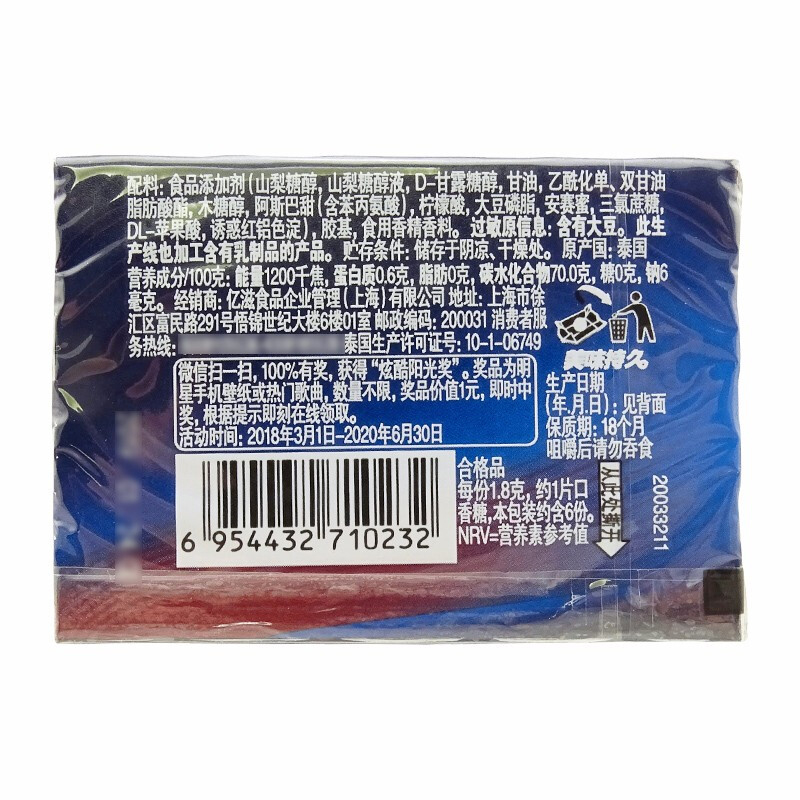 配料: 食品添加剂 (山梨糖醇, 山梨糖醇液, D-甘露糖醇, 甘油, 乙酰化单、双甘油
脂肪酸酯, 木糖醇, 阿斯巴甜 (含苯丙氨酸), 柠檬酸, 大豆磷脂, 安赛蜜, 三氯蔗糖,
DL-苹果酸, 诱惑红铝色淀), 胶基, 食用香精香料。过敏原信息: 含有大豆。此生
产线也加工含有乳制品的产品。贮存条件: 储存于阴凉、干燥处。原产国: 泰国
营养成分/100克: 能量1200千焦, 蛋白质0.6克, 脂肪0克, 碳水化合物70.0克, 糖0克, 钠6
毫克。经销商: 亿滋食品企业管理 (上海) 有限公司 地址: 上海市徐
汇区富民路291号悟锦世纪大楼6楼01室 邮政编码: 200031 消费者服
务热线: 泰国生产许可证号: 10-1-06749
美味持久
微信扫一扫, 100%有奖, 获得“炫酷阳光奖”。奖品为明
星手机壁纸或热门歌曲, 数量不限, 奖品价值1元, 即时中
奖, 根据提示即刻在线领取。
活动时间: 2018年3月1日-2020年6月30日
生产日期
(年.月.日): 见背面
保质期: 18个月
咀嚼后请勿吞食
合格品
每份1.8克, 约1片口
香糖, 本包装约含6份。
NRV=营养素参考值
从此处撕开
20033211
6 954432 710232